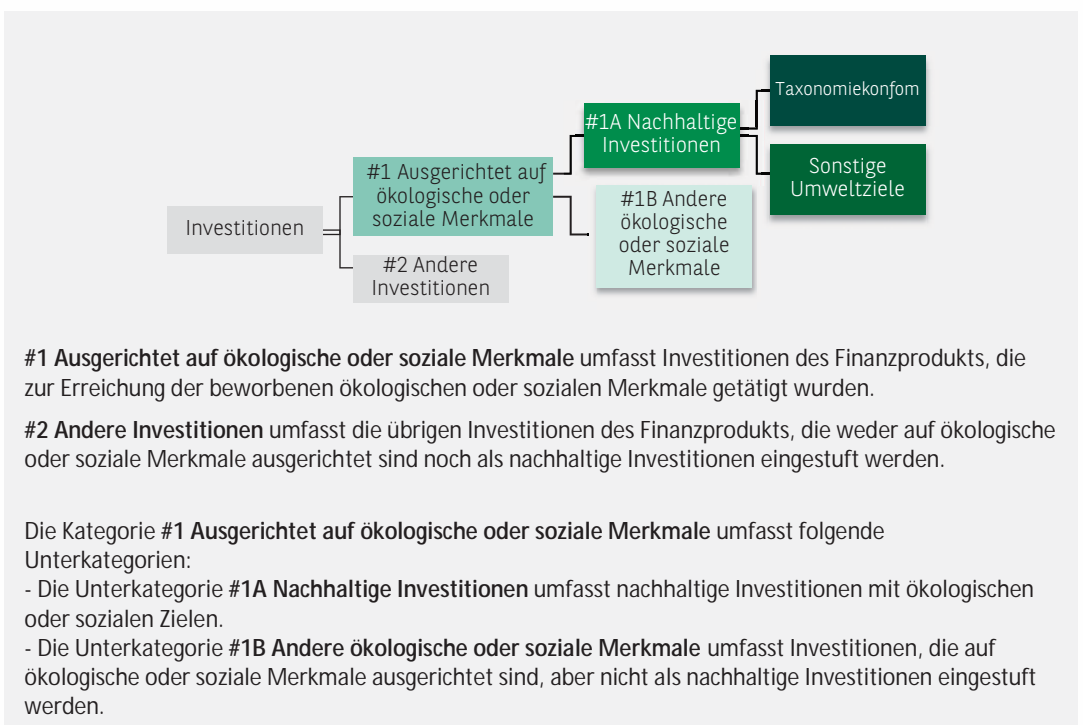 Taxonomiekonfom
#1A Nachhaltige
Investitionen
Sonstige
Umweltziele
#1 Ausgerichtet auf
ökologische oder
soziale Merkmale
#1B Andere
ökologische
oder soziale
Merkmale
Investitionen
#2 Andere
Investitionen
#1 Ausgerichtet auf ökologische oder soziale Merkmale umfasst Investitionen des Finanzprodukts, die
zur Erreichung der beworbenen ökologischen oder sozialen Merkmale getätigt wurden.
#2 Andere Investitionen umfasst die übrigen Investitionen des Finanzprodukts, die weder auf ökologische
oder soziale Merkmale ausgerichtet sind noch als nachhaltige Investitionen eingestuft werden.
Die Kategorie #1 Ausgerichtet auf ökologische oder soziale Merkmale umfasst folgende
Unterkategorien:
- Die Unterkategorie #1A Nachhaltige Investitionen umfasst nachhaltige Investitionen mit ökologischen
oder sozialen Zielen.
- Die Unterkategorie #1B Andere ökologische oder soziale Merkmale umfasst Investitionen, die auf
ökologische oder soziale Merkmale ausgerichtet sind, aber nicht als nachhaltige Investitionen eingestuft
werden.